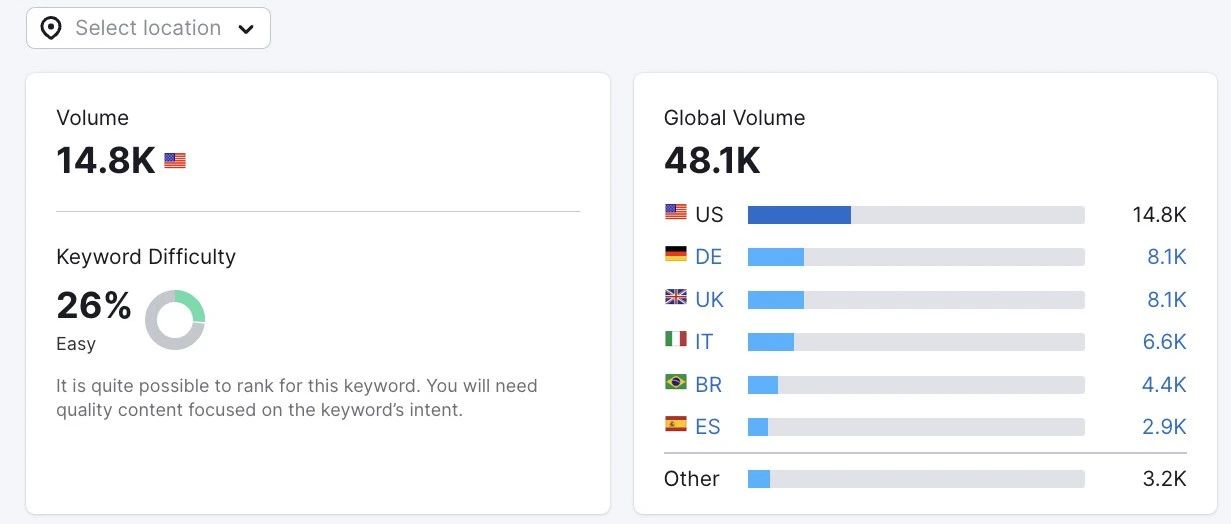 Select location
Volume
14.8K
Keyword Difficulty
26%
Easy
It is quite possible to rank for this keyword. You will need
quality content focused on the keyword’s intent.
Global Volume
48.1K
US 14.8K
DE 8.1K
UK 8.1K
IT 6.6K
BR 4.4K
ES 2.9K
Other 3.2K